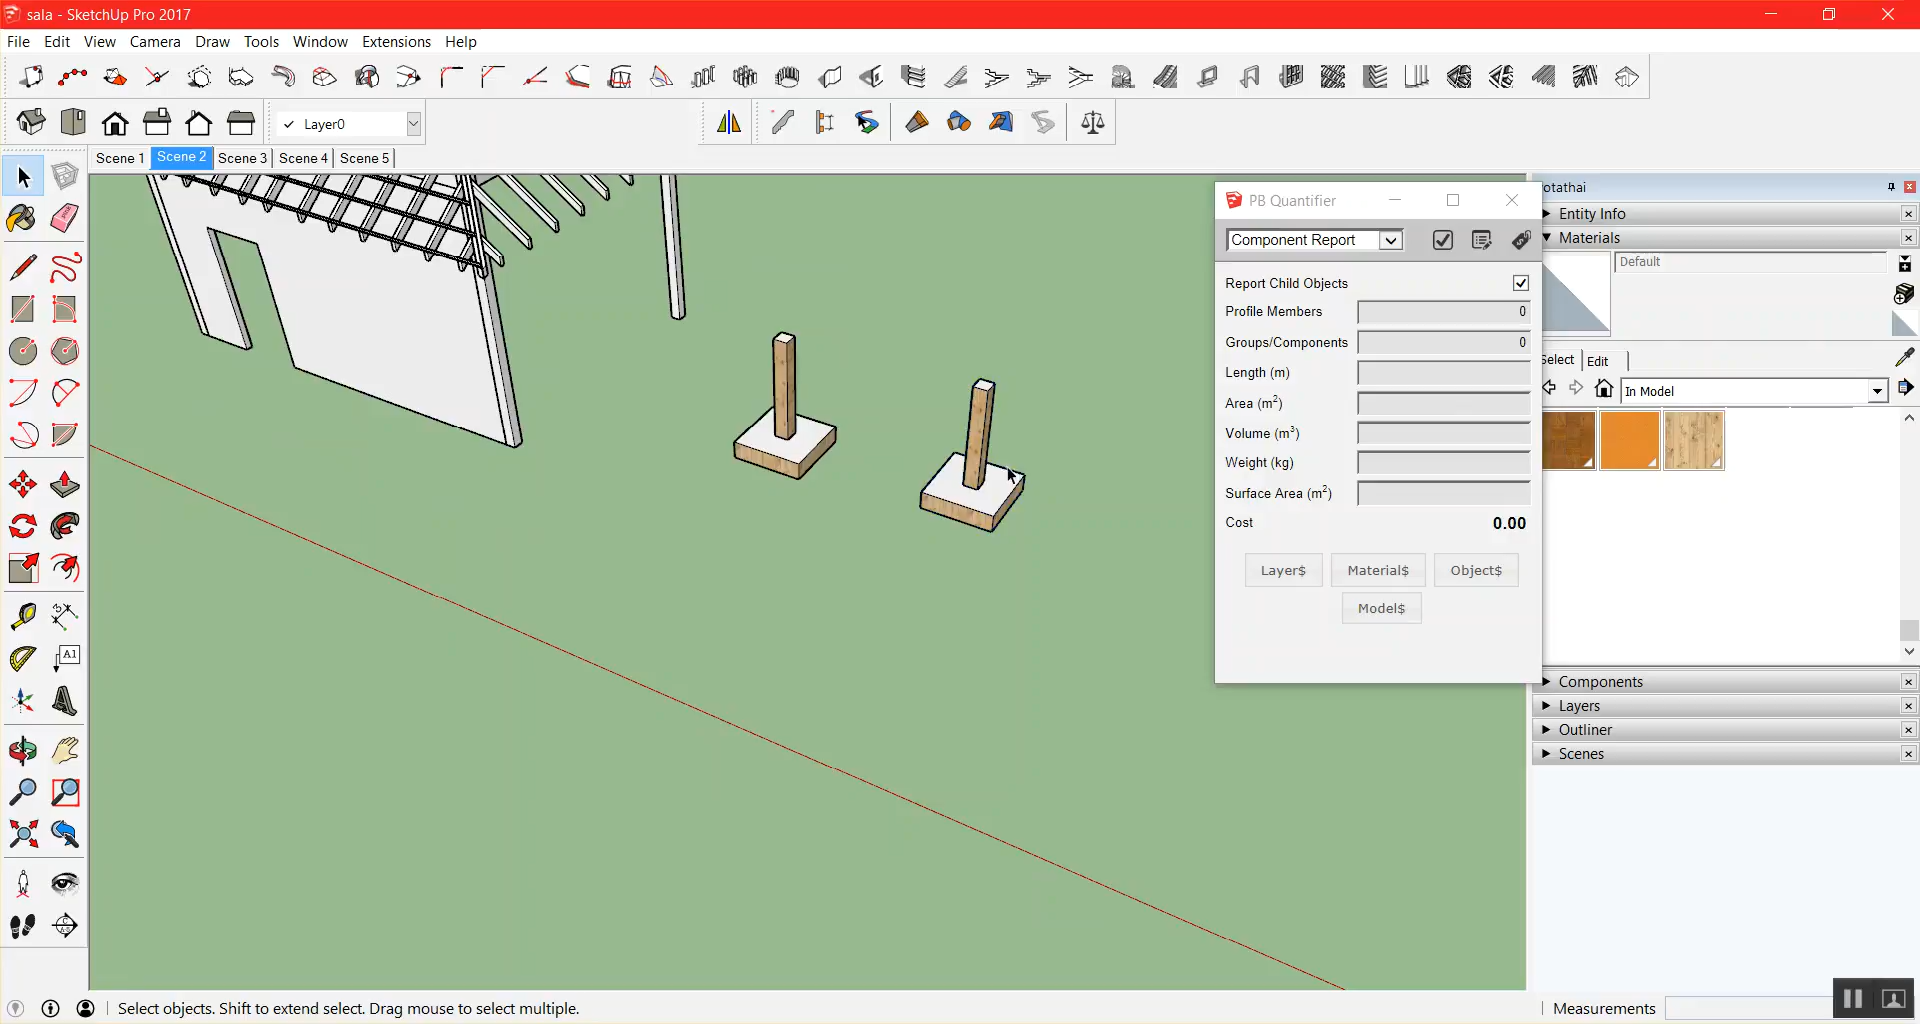 sala - SketchUp Pro 2017
File Edit View Camera Draw Tools Window Extensions Help
Layer0
Scene 1 Scene 2 Scene 3 Scene 4 Scene 5
PB Quantifier
Component Report
Report Child Objects
Profile Members 0
Groups/Components 0
Length (m)
Area (m²)
Volume (m³)
Weight (kg)
Surface Area (m²)
Cost 0.00
Layer$ Material$ Object$
Model$
otathai
Entity Info
Materials
Default
Select Edit
In Model
Components
Layers
Outliner
Scenes
A1
Select objects. Shift to extend select. Drag mouse to select multiple.
Measurements